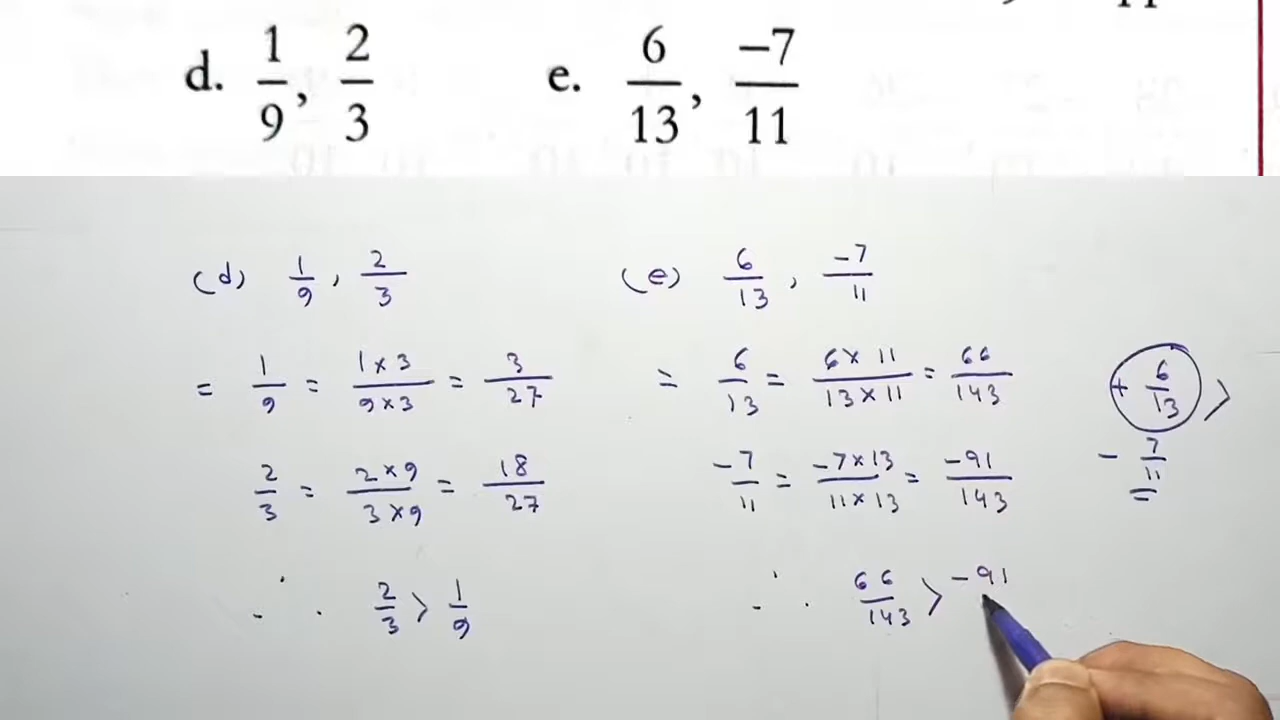 d. 1/9, 2/3
e. 6/13, -7/11
(d) 1/9, 2/3
= 1/9 = 1×3/9×3 = 3/27
2/3 = 2×9/3×9 = 18/27
∴ 2/3 > 1/9
(e) 6/13, -7/11
= 6/13 = 6×11/13×11 = 66/143
-7/11 = -7×13/11×13 = -91/143
∴ 66/143 > -91
+ 6/13 >
- 7/11
=